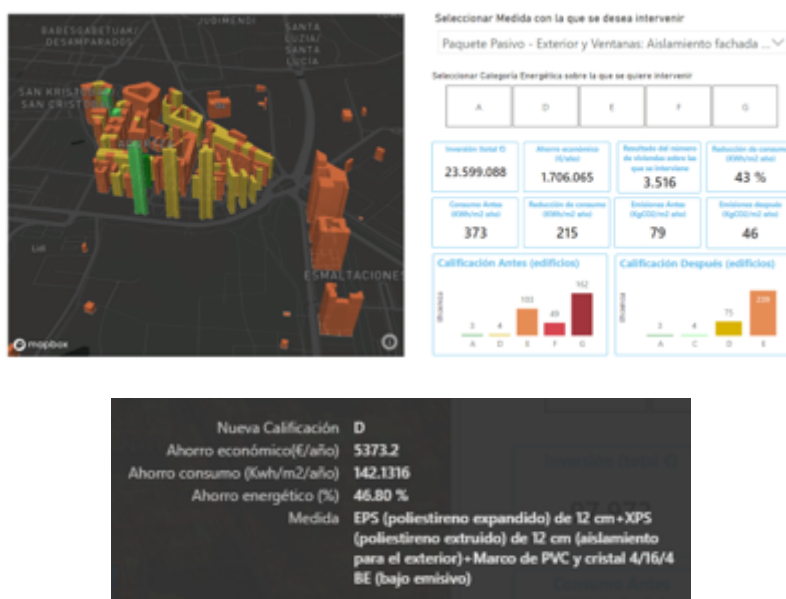 BABESGABETUAK/
DESAMPARADOS
JUDIMENDI
SANTA
LUZIA/
SANTA
LUCÍA
SAN CRISTO
ESMALTACIONES
mapbox
Seleccionar Medida con la que se desea intervenir
Paquete Pasivo - Exterior y Ventanas: Aislamiento fachada ...
Seleccionar Categoría Energética sobre la que se quiere intervenir
A D E F G
Inversión (total €)
23.599.088
Ahorro económico
(€/año)
1.706.065
Resultado del número
de viviendas sobre las
que se interviene
3.516
Reducción de consumo
(KWh/m2 año)
43 %
Consumo Antes
(KWh/m2 año)
373
Reducción de consumo
(KWh/m2 año)
215
Emisiones Antes
(KgCO2/m2 año)
79
Emisiones después
(KgCO2/m2 año)
46
Calificación Antes (edificios)
3 4 103 49 162
A D E F G
Calificación Después (edificios)
3 4 75 239
A C D E
Nueva Calificación D
Ahorro económico(€/año) 5373.2
Ahorro consumo (Kwh/m2/año) 142.1316
Ahorro energético (%) 46.80 %
Medida EPS (poliestireno expandido) de 12 cm+XPS
(poliestireno extruido) de 12 cm (aislamiento
para el exterior)+Marco de PVC y cristal 4/16/4
BE (bajo emisivo)